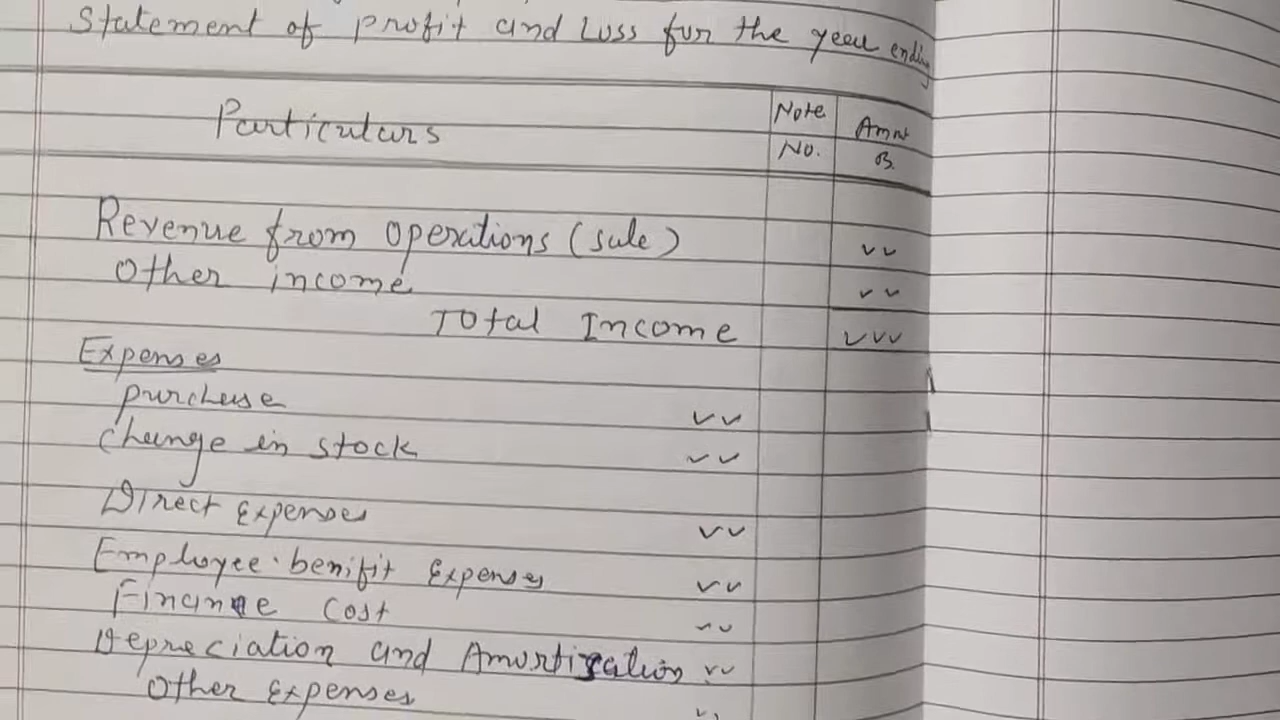 Statement of profit and Loss for the year ending
Particulars Note No. Amnt
Revenue from operations (sale) ✓✓
Other income ✓✓
Total Income ✓✓✓
Expenses
purchase ✓✓
Change in stock ✓✓
Direct Expenses ✓✓
Employee benifit Expenses ✓✓
Finance cost ✓✓
Depreciation and Amortization ✓✓
Other Expenses